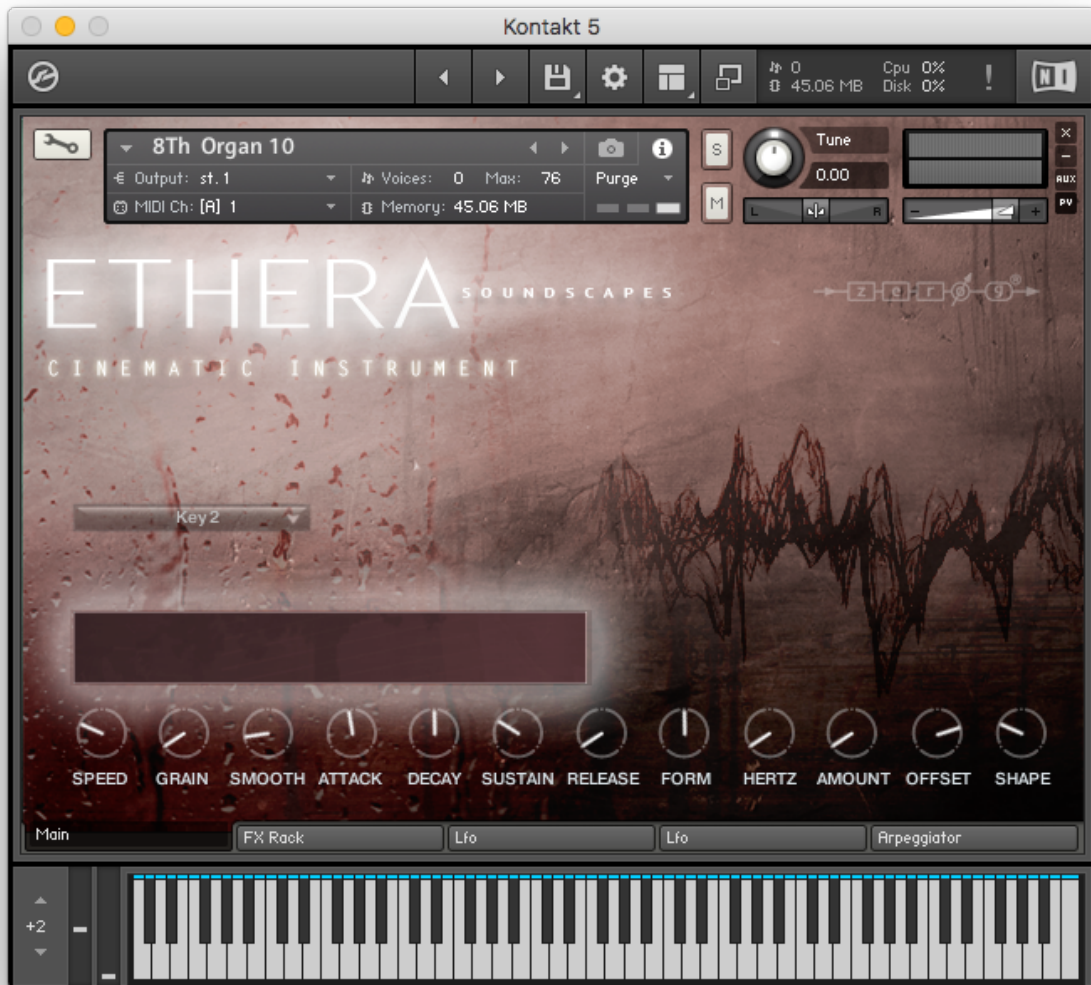 Kontakt 5
0 Cpu 0%
45.06 MB Disk 0% ! NI
8Th Organ 10 i S Tune X
Output: st.1 Voices: 0 Max: 76 Purge 0.00 –
MIDI Ch: [A] 1 Memory: 45.06 MB M L R - + AUX
PV
ETHERA SOUNDSCAPES
z e r ø g ®
CINEMATIC INSTRUMENT
Key 2
SPEED GRAIN SMOOTH ATTACK DECAY SUSTAIN RELEASE FORM HERTZ AMOUNT OFFSET SHAPE
Main FX Rack Lfo Lfo Arpeggiator
+2